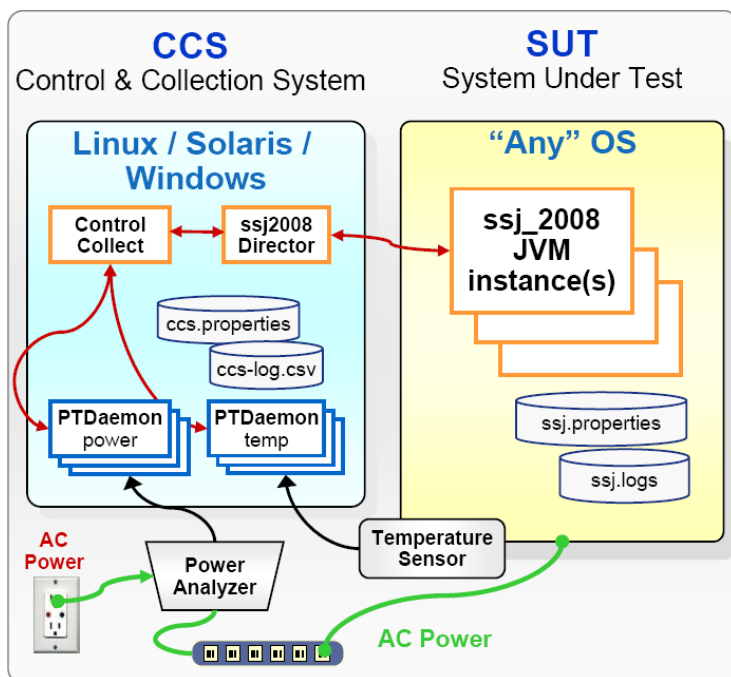 CCS
Control & Collection System
SUT
System Under Test
Linux / Solaris /
Windows
Control
Collect
ssj2008
Director
ccs.properties
ccs-log.csv
PTDaemon
power
PTDaemon
temp
“Any” OS
ssj_2008
JVM
instance(s)
ssj.properties
ssj.logs
AC
Power
Power
Analyzer
Temperature
Sensor
AC Power